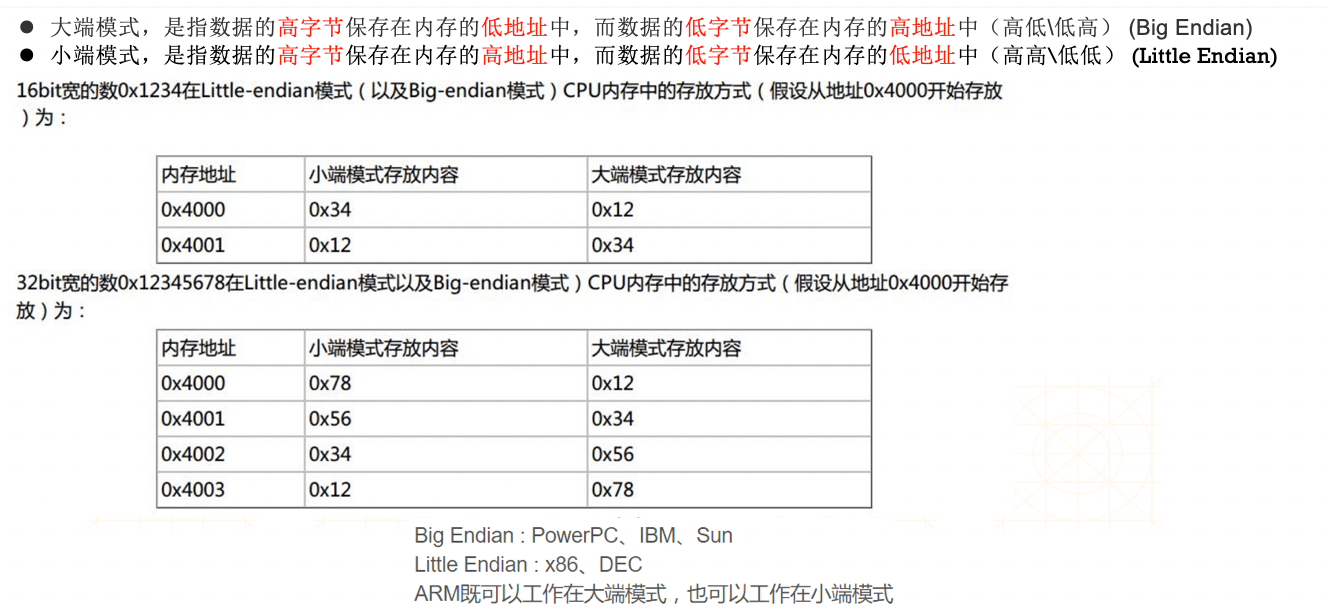 ● 大端模式，是指数据的高字节保存在内存的低地址中，而数据的低字节保存在内存的高地址中（高低\低高） (Big Endian)
● 小端模式，是指数据的高字节保存在内存的高地址中，而数据的低字节保存在内存的低地址中（高高\低低） (Little Endian)
16bit宽的数0x1234在Little-endian模式（以及Big-endian模式）CPU内存中的存放方式（假设从地址0x4000开始存放
）为：
内存地址 小端模式存放内容 大端模式存放内容
0x4000 0x34 0x12
0x4001 0x12 0x34
32bit宽的数0x12345678在Little-endian模式以及Big-endian模式）CPU内存中的存放方式（假设从地址0x4000开始存
放）为：
内存地址 小端模式存放内容 大端模式存放内容
0x4000 0x78 0x12
0x4001 0x56 0x34
0x4002 0x34 0x56
0x4003 0x12 0x78
Big Endian : PowerPC、IBM、Sun
Little Endian : x86、DEC
ARM既可以工作在大端模式，也可以工作在小端模式